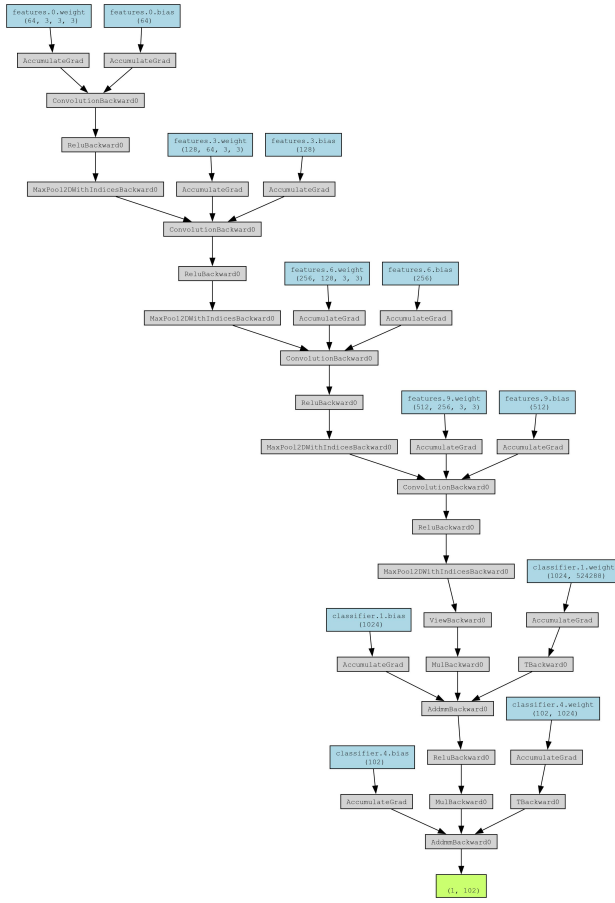 features.0.weight
(64, 3, 3, 3)
features.0.bias
(64)
AccumulateGrad
AccumulateGrad
ConvolutionBackward0
ReluBackward0
features.3.weight
(128, 64, 3, 3)
features.3.bias
(128)
MaxPool2DWithIndicesBackward0
AccumulateGrad
AccumulateGrad
ConvolutionBackward0
ReluBackward0
features.6.weight
(256, 128, 3, 3)
features.6.bias
(256)
MaxPool2DWithIndicesBackward0
AccumulateGrad
AccumulateGrad
ConvolutionBackward0
ReluBackward0
features.9.weight
(512, 256, 3, 3)
features.9.bias
(512)
MaxPool2DWithIndicesBackward0
AccumulateGrad
AccumulateGrad
ConvolutionBackward0
ReluBackward0
MaxPool2DWithIndicesBackward0
classifier.1.weight
(1024, 524288)
classifier.1.bias
(1024)
ViewBackward0
AccumulateGrad
AccumulateGrad
MulBackward0
TBackward0
AddmmBackward0
classifier.4.weight
(102, 1024)
classifier.4.bias
(102)
ReluBackward0
AccumulateGrad
AccumulateGrad
MulBackward0
TBackward0
AddmmBackward0
(1, 102)